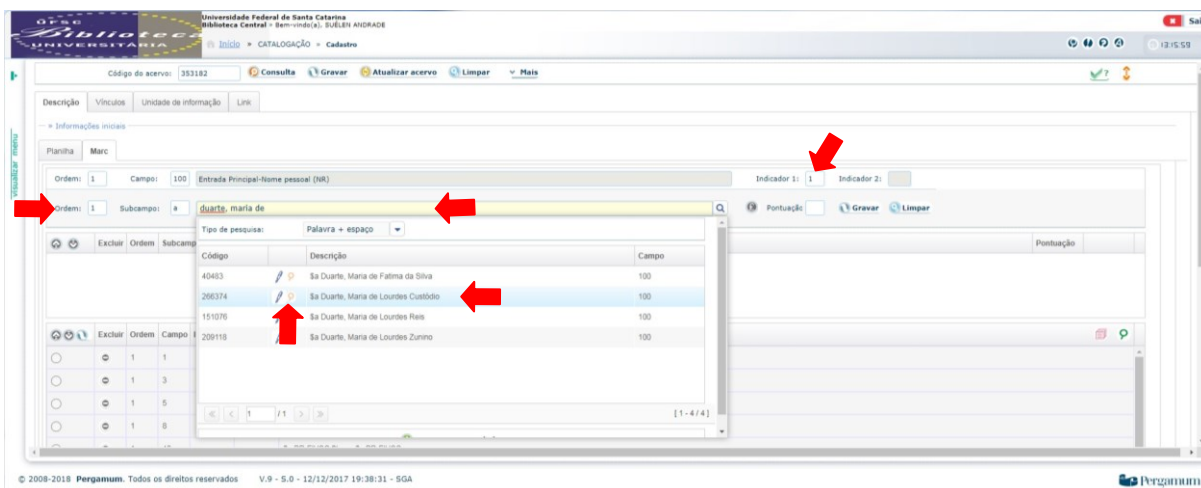 UFSC
Biblioteca
UNIVERSITÁRIA
Universidade Federal de Santa Catarina
Biblioteca Central - Bem-vindo(a), SUÉLEN ANDRADE
Início » CATALOGAÇÃO » Cadastro
Sai
13:15:59
Código do acervo: 353182 Consulta Gravar Atualizar acervo Limpar Mais
visualizar menu
Descrição Vínculos Unidade de informação Link
» Informações iniciais
Planilha Marc
Ordem: 1 Campo: 100 Entrada Principal-Nome pessoal (NR) Indicador 1: 1 Indicador 2:
Ordem: 1 Subcampo: a duarte, maria de Pontuação Gravar Limpar
Tipo de pesquisa: Palavra + espaço
Excluir Ordem Subcamp Pontuação
Código Descrição Campo
40483 $a Duarte, Maria de Fatima da Silva 100
266374 $a Duarte, Maria de Lourdes Custódio 100
151076 $a Duarte, Maria de Lourdes Reis 100
209118 $a Duarte, Maria de Lourdes Zunino 100
Excluir Ordem Campo
1 1
1 3
1 5
1 8
1 / 1 [ 1 - 4 / 4 ]
© 2008-2018 Pergamum. Todos os direitos reservados V.9 - S.0 - 12/12/2017 19:38:31 - SGA
Pergamum